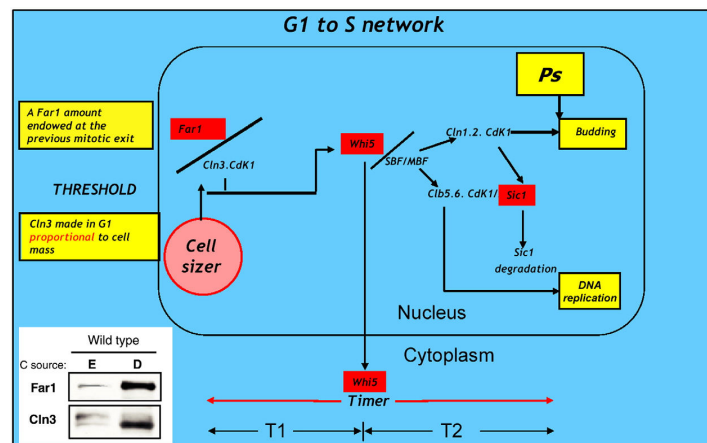 G1 to S network
Ps
A Far1 amount
endowed at the
previous mitotic exit
Far1
Cln3.CdK1
Whi5
SBF/MBF
Cln1.2. CdK1
Budding
THRESHOLD
Clb5.6. CdK1/
Sic1
Cln3 made in G1
proportional to cell
mass
Cell
sizer
Sic1
degradation
DNA
replication
Nucleus
Cytoplasm
Wild type
C source: E D
Far1
Cln3
Whi5
Timer
T1
T2